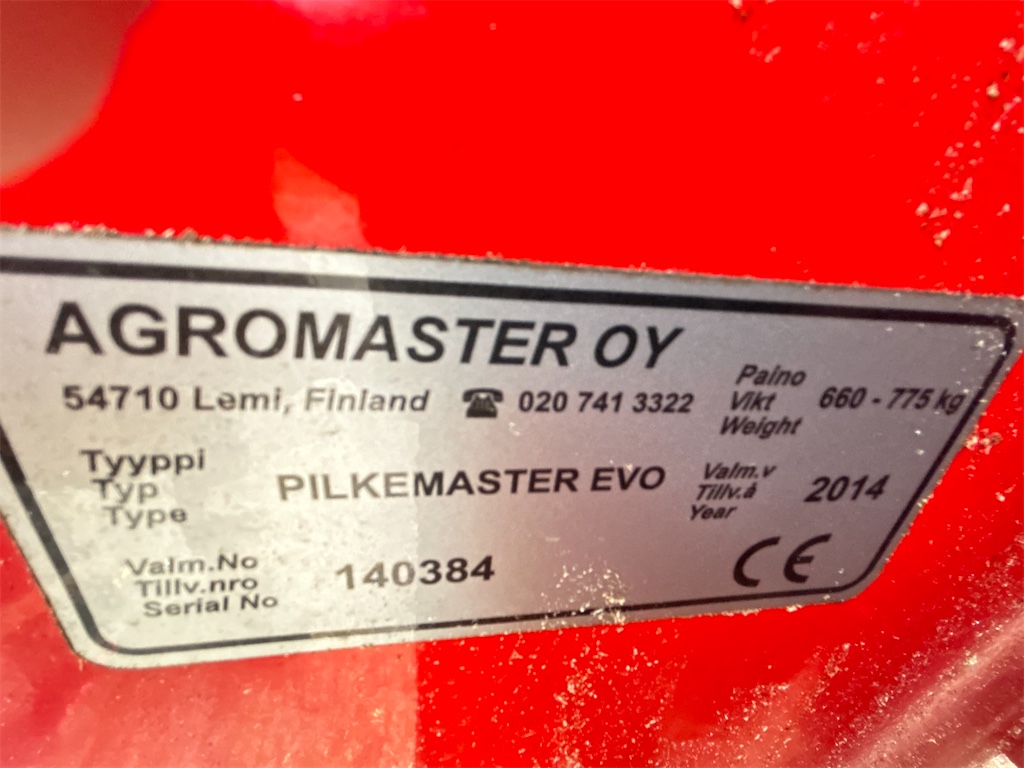 AGROMASTER OY
54710 Lemi, Finland ☎ 020 741 3322
Paino
Vikt
Weight
660 - 775 kg
Tyyppi
Typ
Type
PILKEMASTER EVO
Valm.v
Tillv.å
Year
2014
Valm.No
Tillv.nro
Serial No
140384
CE